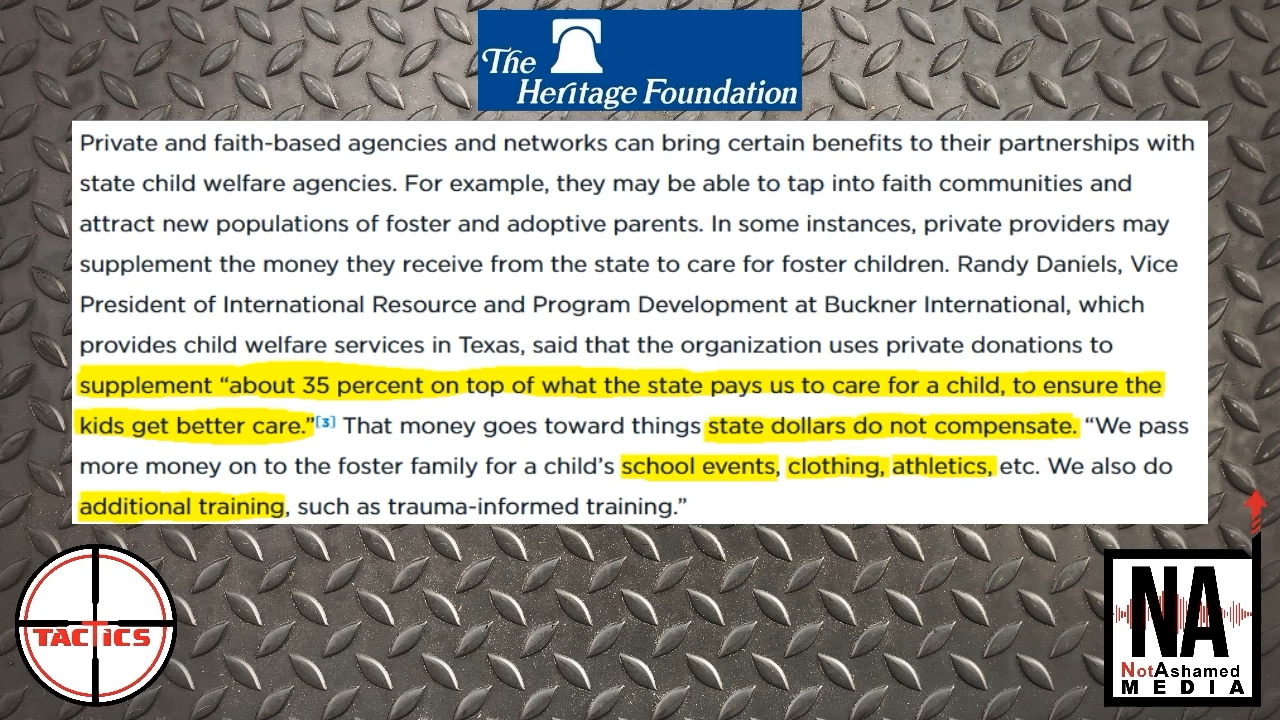 The
Heritage Foundation
Private and faith-based agencies and networks can bring certain benefits to their partnerships with
state child welfare agencies. For example, they may be able to tap into faith communities and
attract new populations of foster and adoptive parents. In some instances, private providers may
supplement the money they receive from the state to care for foster children. Randy Daniels, Vice
President of International Resource and Program Development at Buckner International, which
provides child welfare services in Texas, said that the organization uses private donations to
supplement “about 35 percent on top of what the state pays us to care for a child, to ensure the
kids get better care.”[3] That money goes toward things state dollars do not compensate. “We pass
more money on to the foster family for a child’s school events, clothing, athletics, etc. We also do
additional training, such as trauma-informed training.”
TACTICS
NA
NotAshamed
MEDIA